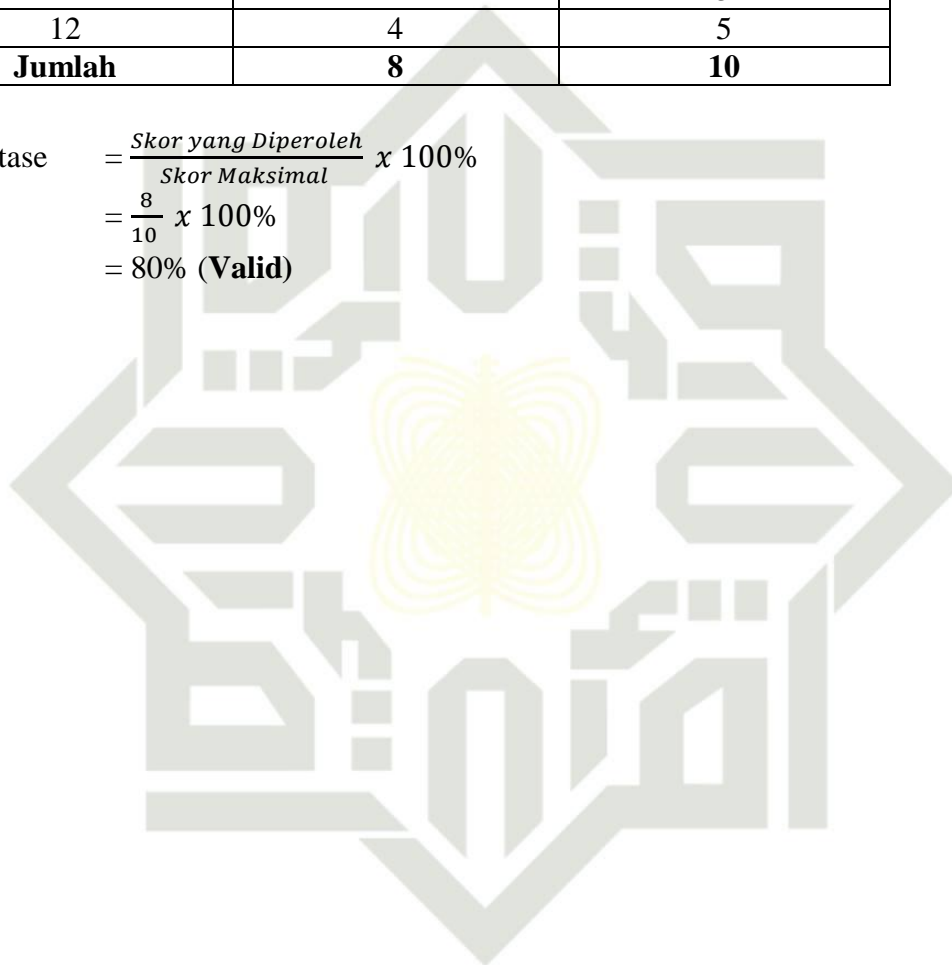 12 4 5
Jumlah 8 10
tase = Skor yang Diperoleh / Skor Maksimal x 100%
= 8 / 10 x 100%
= 80% (Valid)